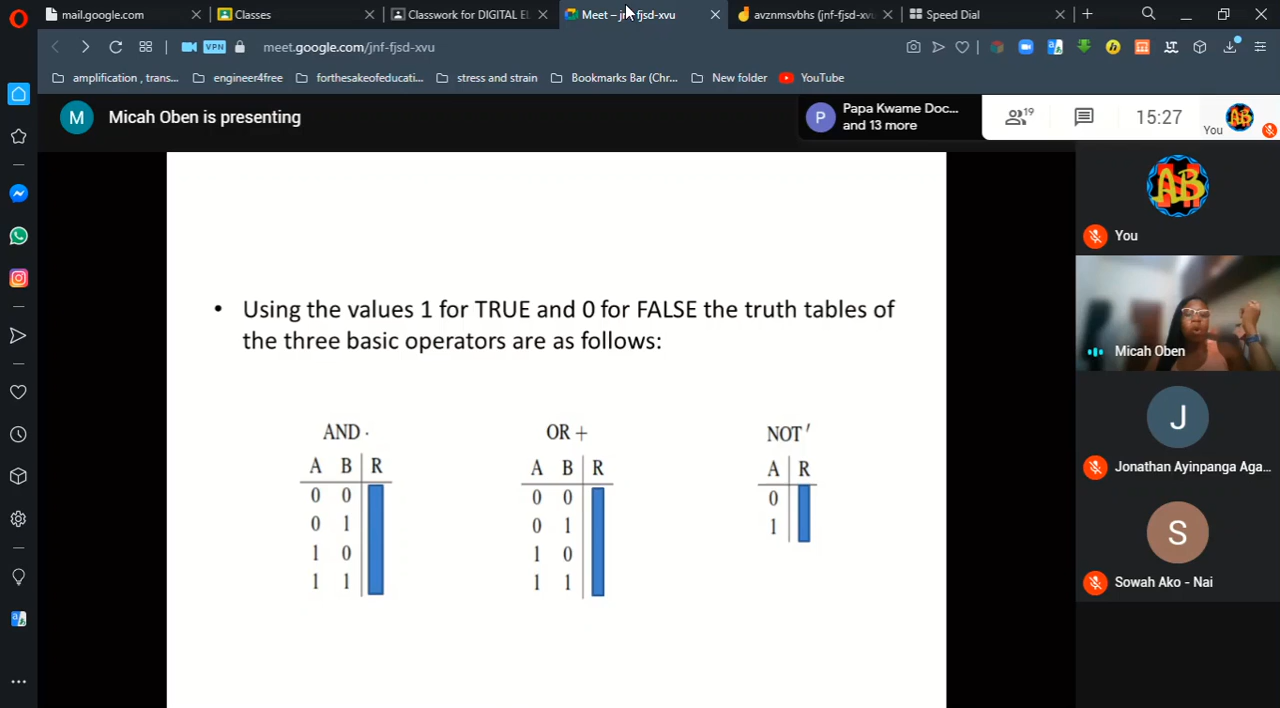 mail.google.com
Classes
Classwork for DIGITAL EL
Meet – jnf-fjsd-xvu
avznmsvbhs (jnf-fjsd-xv
Speed Dial
VPN
meet.google.com/jnf-fjsd-xvu
amplification , trans...
engineer4free
forthesakeofeducati...
stress and strain
Bookmarks Bar (Chr...
New folder
YouTube
M
Micah Oben is presenting
P
Papa Kwame Doc...
and 13 more
19
15:27
You
AB
You
Micah Oben
J
Jonathan Ayinpanga Aga...
S
Sowah Ako - Nai
• Using the values 1 for TRUE and 0 for FALSE the truth tables of
the three basic operators are as follows:
AND ·
A B R
0 0
0 1
1 0
1 1
OR +
A B R
0 0
0 1
1 0
1 1
NOT ′
A R
0
1